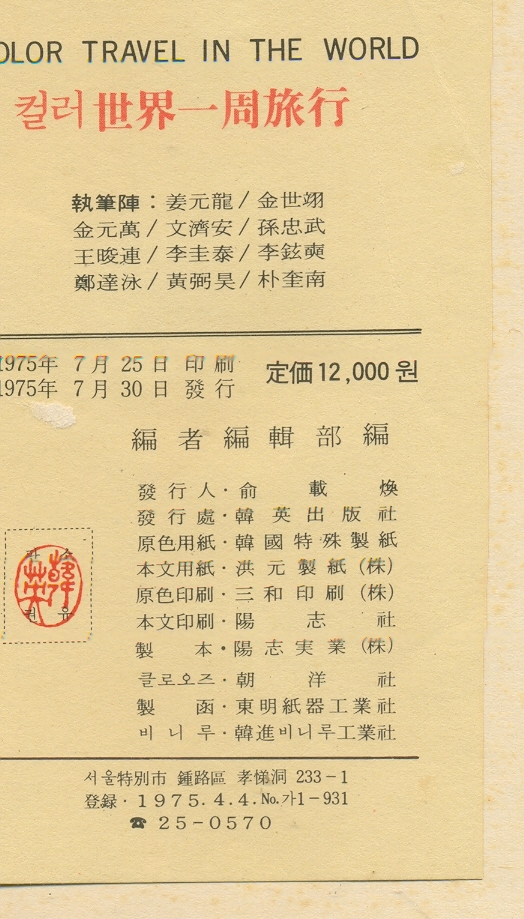 OLOR TRAVEL IN THE WORLD
컬러 世界一周旅行
執筆陣 : 姜元龍 / 金世翊
金元萬 / 文濟安 / 孫忠武
王晙連 / 李圭泰 / 李鉉奭
鄭達泳 / 黃弼昊 / 朴奎南
1975年 7月 25日 印刷
1975年 7月 30日 發行
定価 12,000 원
編者編輯部編
發行人 · 俞載煥
發行處 · 韓英出版社
原色用紙 · 韓國特殊製紙
本文用紙 · 洪元製紙 (株)
原色印刷 · 三和印刷 (株)
本文印刷 · 陽志社
製本 · 陽志実業 (株)
클로오즈 · 朝洋社
製函 · 東明紙器工業社
비니루 · 韓進비니루工業社
韓英
서울特別市 鍾路區 孝悌洞 233-1
登録 · 1975. 4. 4. No. 가1-931
☎ 25-0570